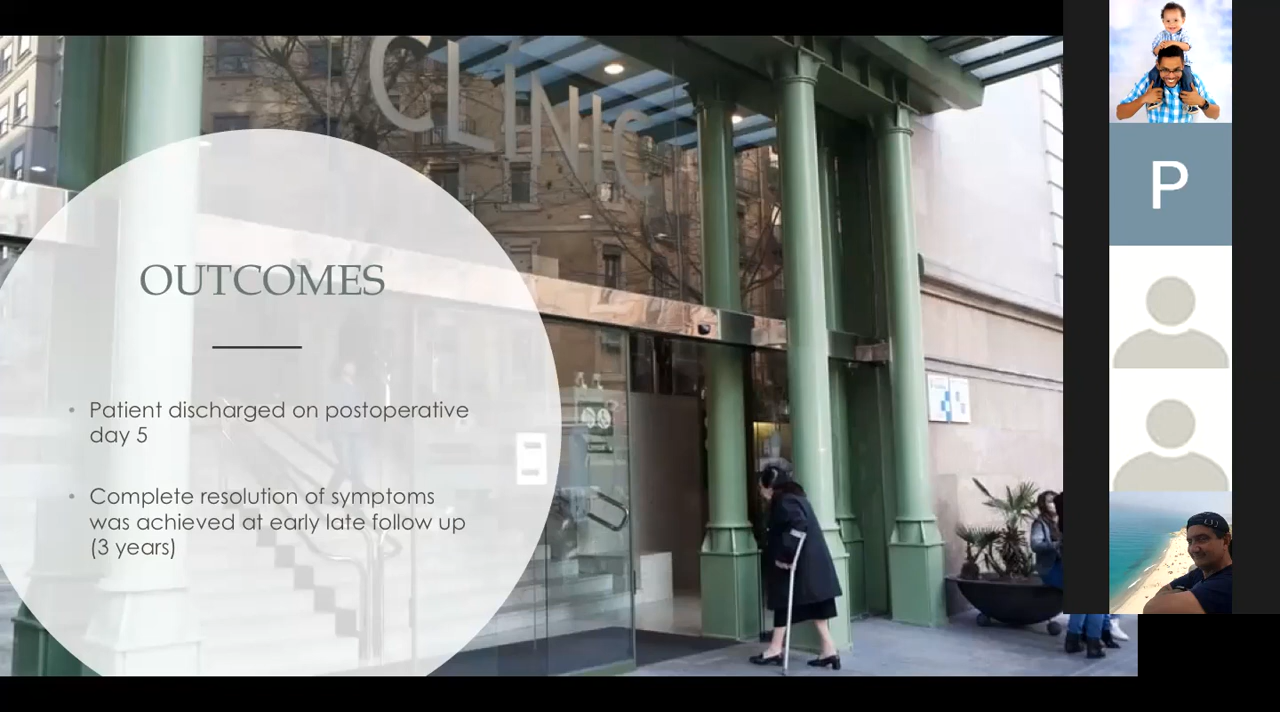 CLINIC
OUTCOMES
• Patient discharged on postoperative
day 5
• Complete resolution of symptoms
was achieved at early late follow up
(3 years)
P